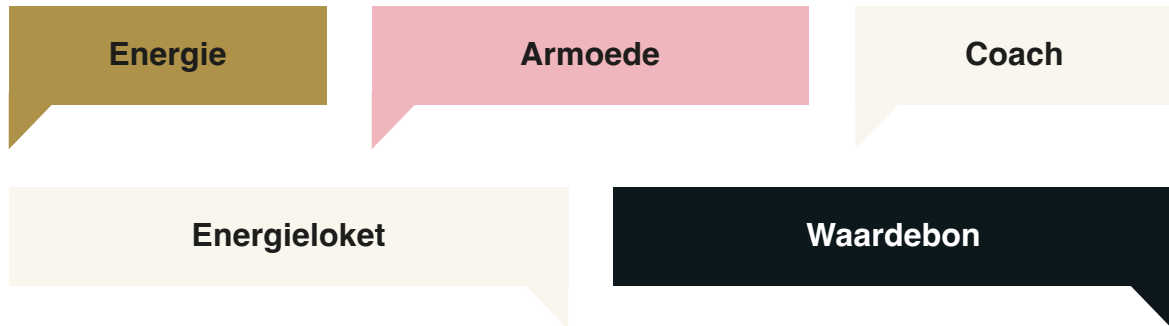 Energie
Armoede
Coach
Energieloket
Waardebon